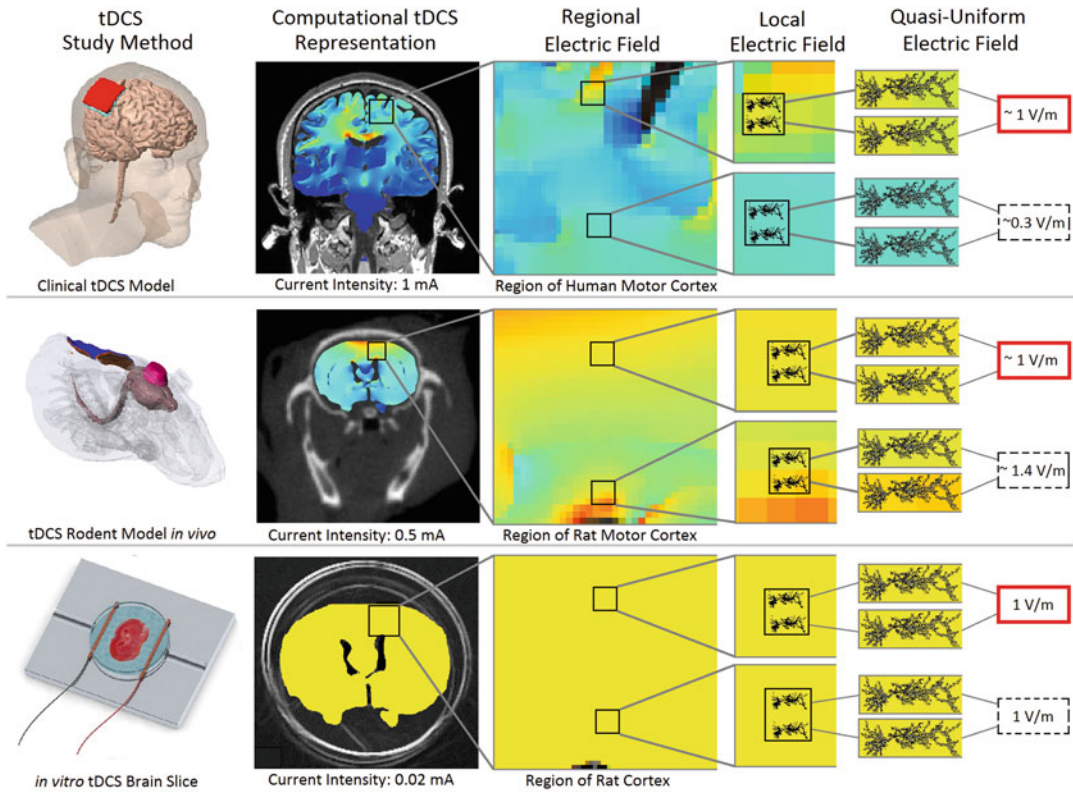 tDCS
Study Method
Computational tDCS
Representation
Regional
Electric Field
Local
Electric Field
Quasi-Uniform
Electric Field
~ 1 V/m
~0.3 V/m
Clinical tDCS Model
Current Intensity: 1 mA
Region of Human Motor Cortex
~ 1 V/m
~ 1.4 V/m
tDCS Rodent Model in vivo
Current Intensity: 0.5 mA
Region of Rat Motor Cortex
1 V/m
1 V/m
in vitro tDCS Brain Slice
Current Intensity: 0.02 mA
Region of Rat Cortex